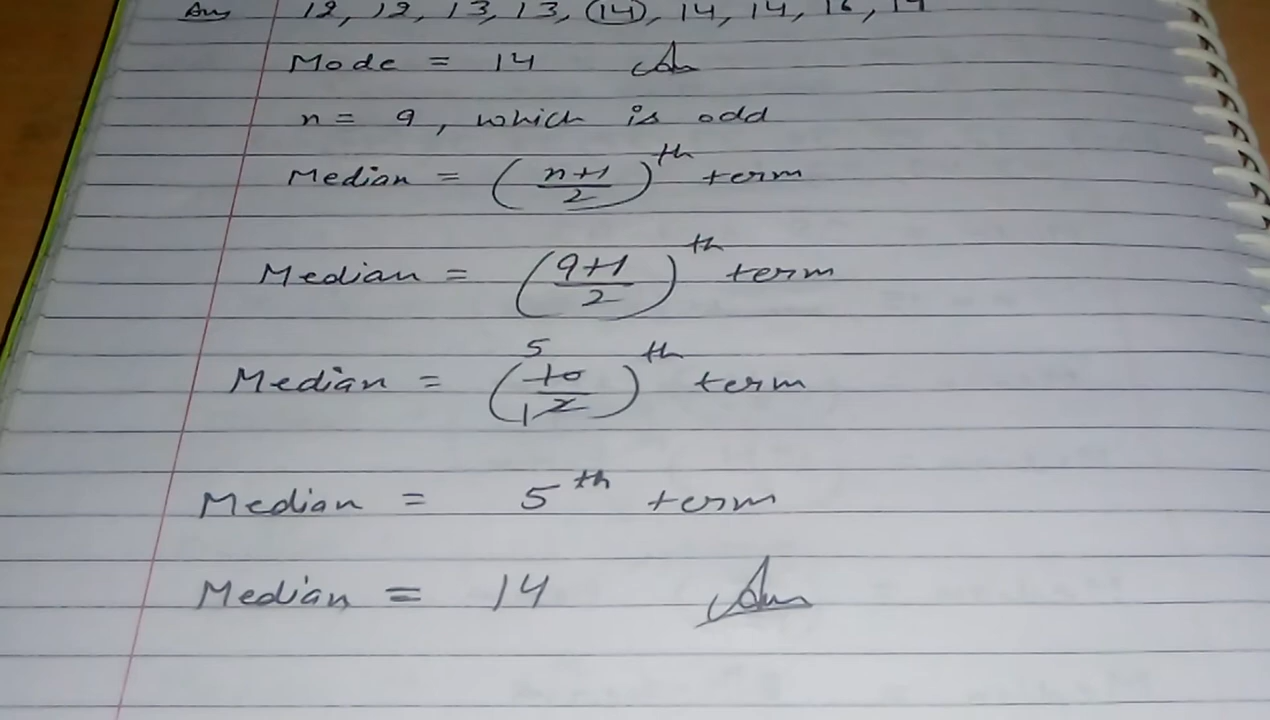 Ans 12, 12, 13, 13, (14), 14, 14, 16,
Mode = 14 Ans
n = 9, which is odd
Median = (n+1/2)th term
Median = (9+1/2)th term
5
Median = (10/2)th term
1
Median = 5th term
Median = 14 Ans